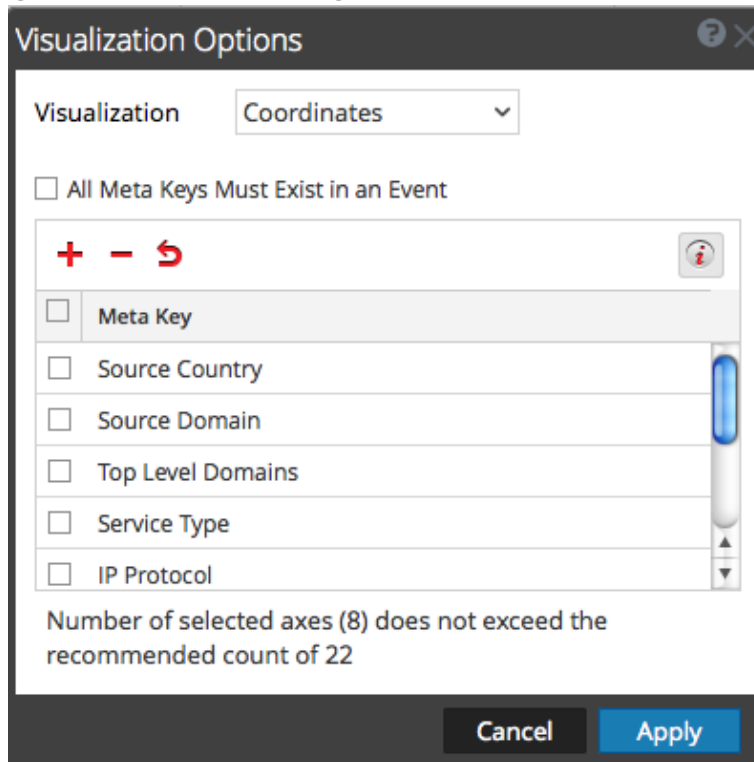 Visualization Options
Visualization Coordinates
All Meta Keys Must Exist in an Event
Meta Key
Source Country
Source Domain
Top Level Domains
Service Type
IP Protocol
Number of selected axes (8) does not exceed the
recommended count of 22
Cancel Apply